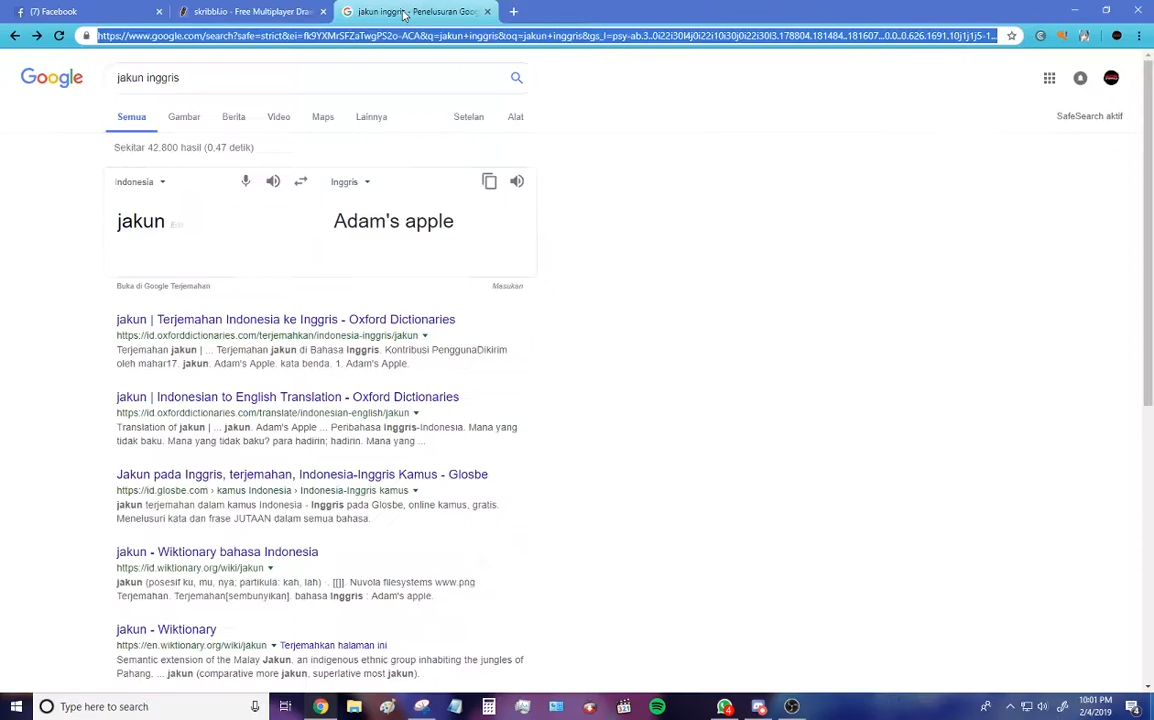 (7) Facebook
skribbl.io - Free Multiplayer Dra
jakun inggris - Penelusuran Goo
https://www.google.com/search?safe=strict&ei=fk9YXMrSFZaTwgPS2o-ACA&q=jakun+inggris&oq=jakun+inggris&gs_l=psy-ab.3..0i22i30l4j0i22i10i30j0i22i30l3.178804.181484..181607...0.0..0.626.1691.10j1j1j5-1...
Google
jakun inggris
Semua
Gambar
Berita
Video
Maps
Lainnya
Setelan
Alat
SafeSearch aktif
Sekitar 42.800 hasil (0,47 detik)
Indonesia
Inggris
jakun
Adam's apple
Buka di Google Terjemahan
Masukan
jakun | Terjemahan Indonesia ke Inggris - Oxford Dictionaries
https://id.oxforddictionaries.com/terjemahkan/indonesia-inggris/jakun
Terjemahan jakun | ... Terjemahan jakun di Bahasa Inggris. Kontribusi PenggunaDikirim
oleh mahar17. jakun. Adam's Apple. kata benda. 1. Adam's Apple.
jakun | Indonesian to English Translation - Oxford Dictionaries
https://id.oxforddictionaries.com/translate/indonesian-english/jakun
Translation of jakun | ... jakun. Adam's Apple ... Peribahasa Inggris-Indonesia. Mana yang
tidak baku? Mana yang tidak baku? para hadirin; hadirin. Mana yang ...
Jakun pada Inggris, terjemahan, Indonesia-Inggris Kamus - Glosbe
https://id.glosbe.com › kamus Indonesia › Indonesia-Inggris kamus
jakun terjemahan dalam kamus Indonesia - Inggris pada Glosbe, online kamus, gratis.
Menelusuri kata dan frase JUTAAN dalam semua bahasa.
jakun - Wiktionary bahasa Indonesia
https://id.wiktionary.org/wiki/jakun
jakun (posesif ku, mu, nya; partikula: kah, lah) ·. [[]]. Nuvola filesystems www.png
Terjemahan. Terjemahan[sembunyikan]. bahasa Inggris : Adam's apple.
jakun - Wiktionary
https://en.wiktionary.org/wiki/jakun Terjemahkan halaman ini
Semantic extension of the Malay Jakun, an indigenous ethnic group inhabiting the jungles of
Pahang, ... jakun (comparative more jakun, superlative most jakun).
Type here to search
4
10:01 PM
2/4/2019